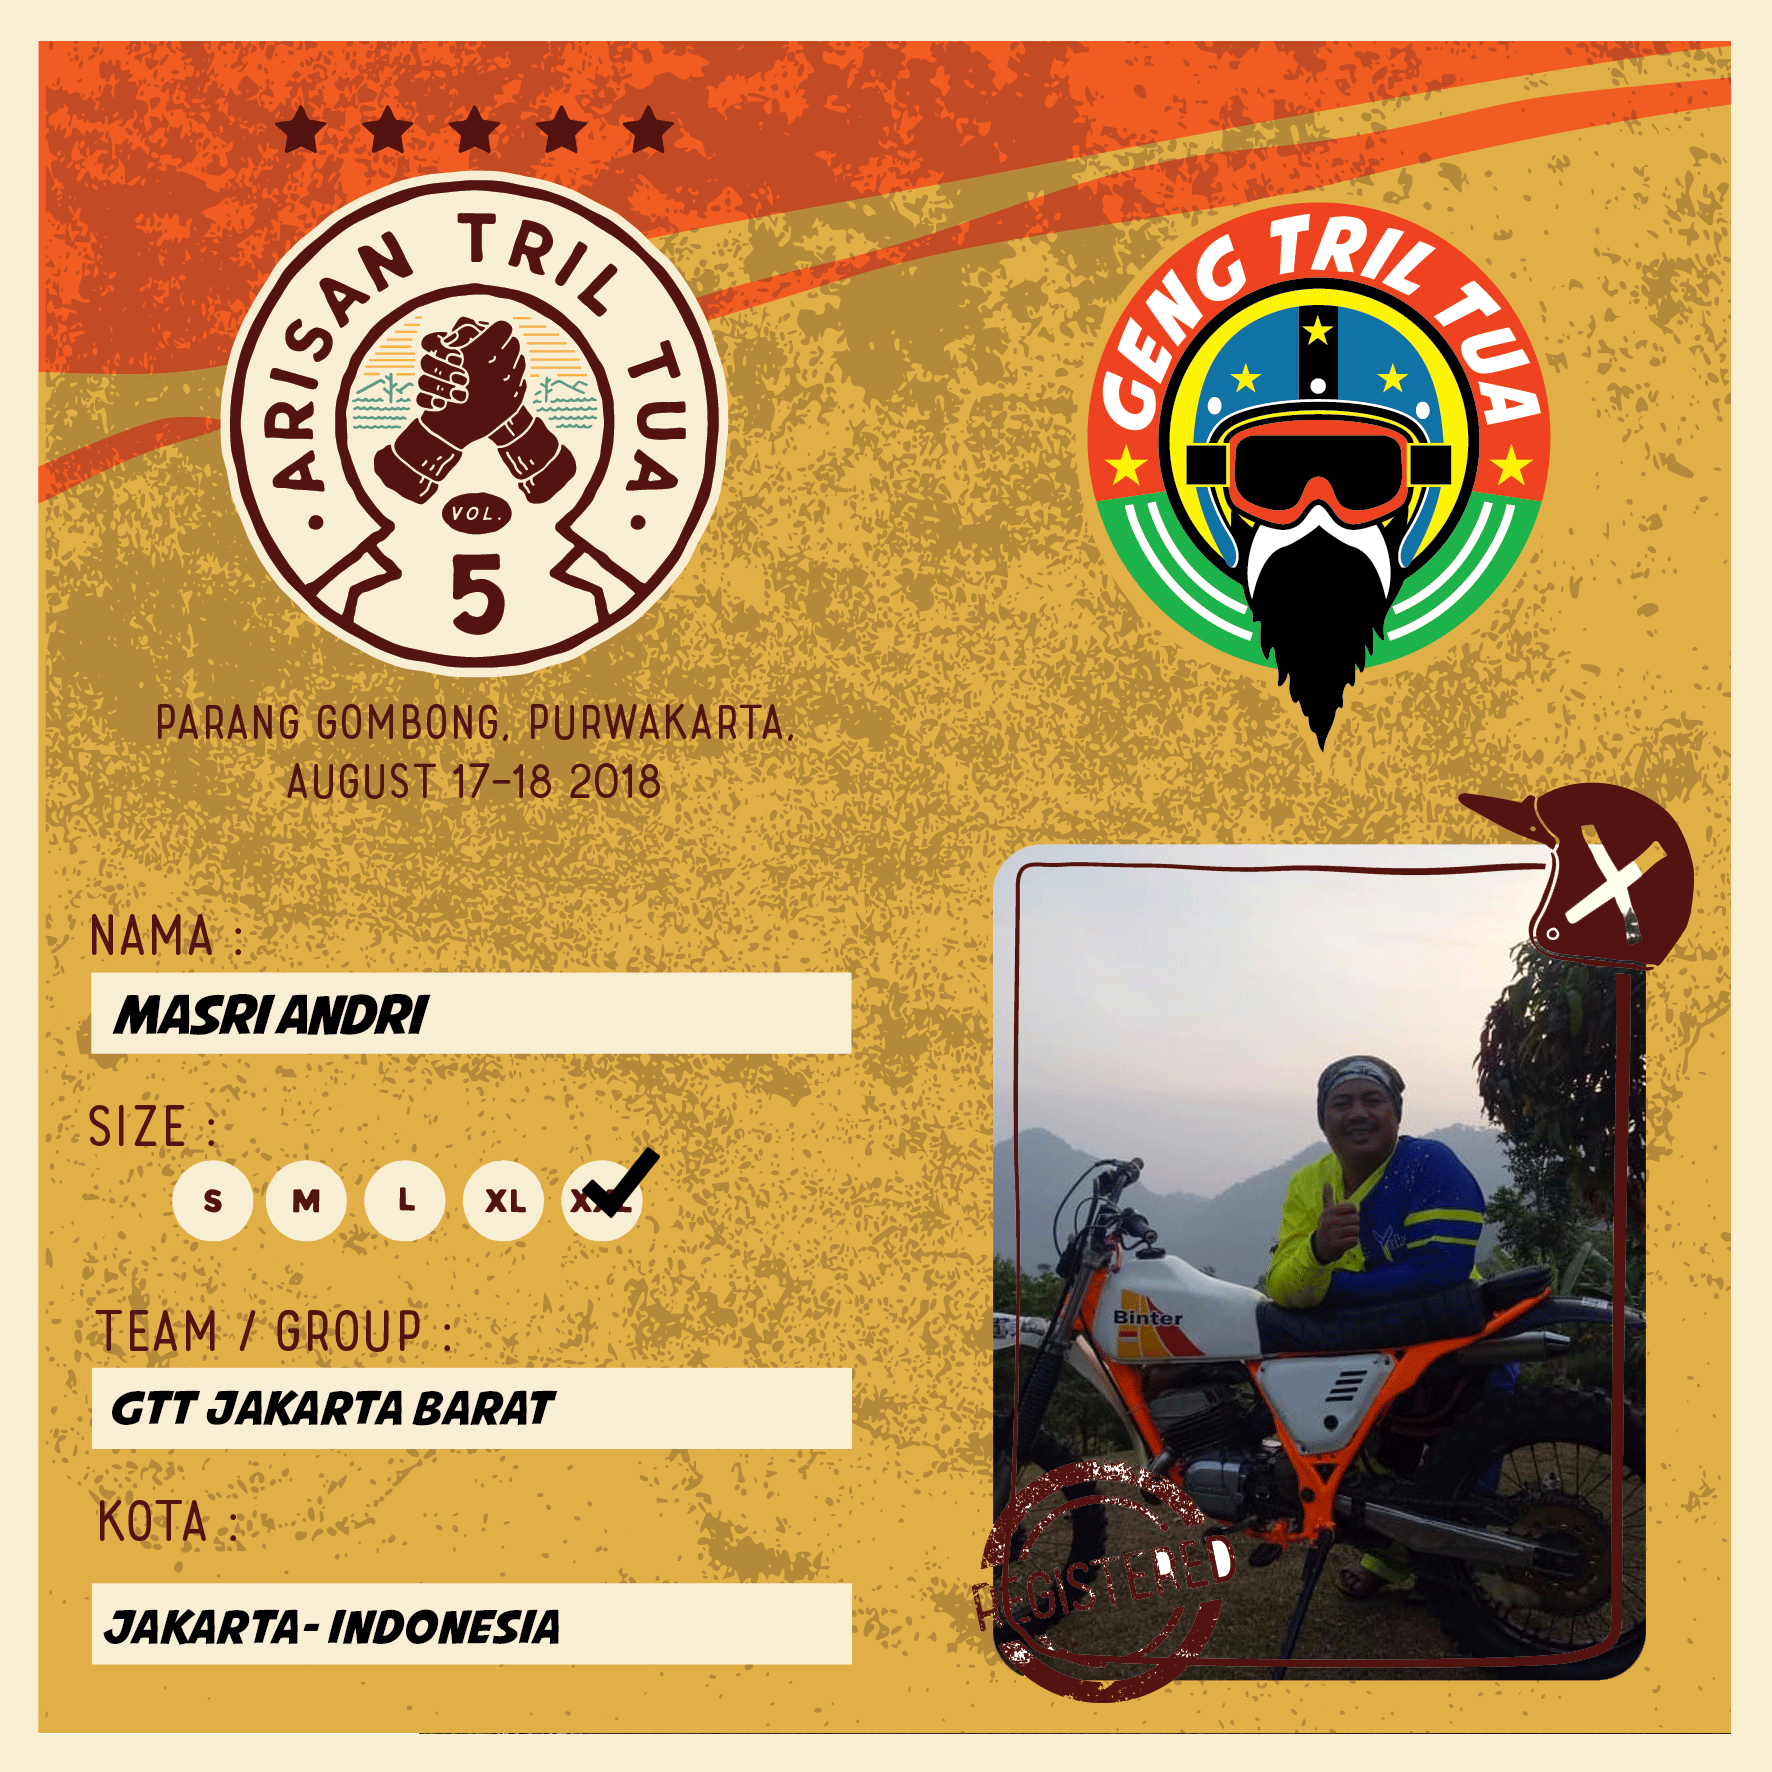 ARISAN TRIL TUA
VOL.
5
GENG TRIL TUA
PARANG GOMBONG, PURWAKARTA,
AUGUST 17-18 2018
NAMA :
MASRI ANDRI
SIZE :
S M L XL XXL
TEAM / GROUP :
GTT JAKARTA BARAT
KOTA :
JAKARTA- INDONESIA
Binter
REGISTERED